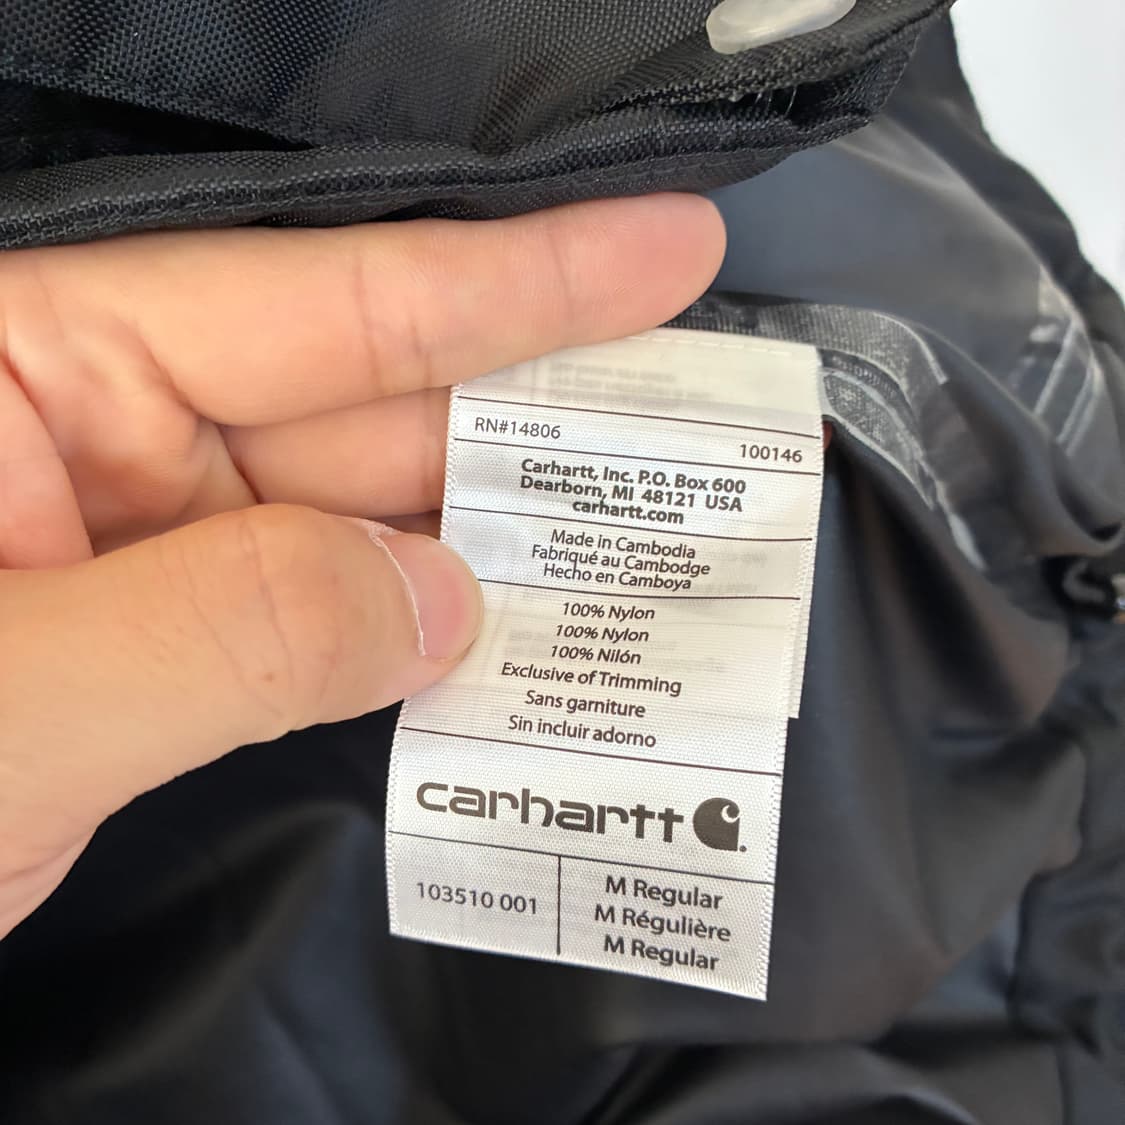 RN#14806
100146
Carhartt, Inc. P.O. Box 600
Dearborn, MI 48121 USA
carhartt.com
Made in Cambodia
Fabriqué au Cambodge
Hecho en Camboya
100% Nylon
100% Nylon
100% Nilón
Exclusive of Trimming
Sans garniture
Sin incluir adorno
carhartt
103510 001
M Regular
M Régulière
M Regular